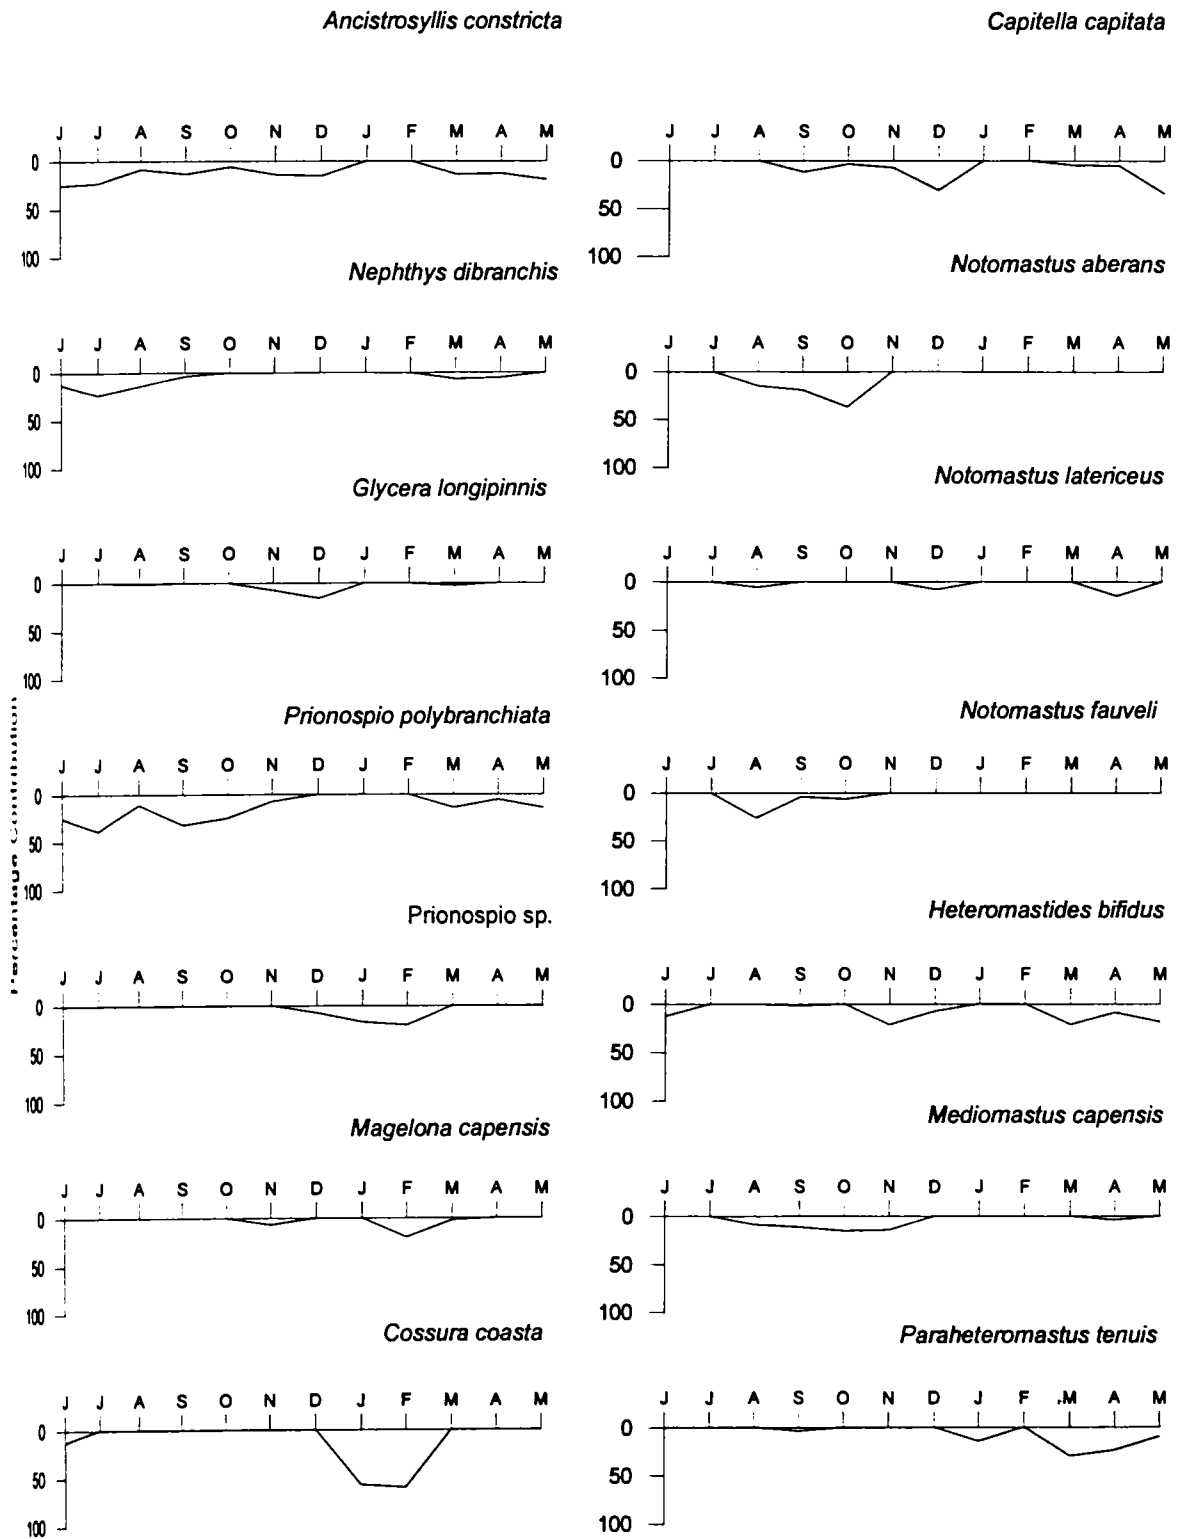 Ancistrosyllis constricta
J J A S O N D J F M A M
0
50
100
Nephthys dibranchis
J J A S O N D J F M A M
0
50
100
Glycera longipinnis
J J A S O N D J F M A M
0
50
100
Prionospio polybranchiata
J J A S O N D J F M A M
0
50
100
Prionospio sp.
J J A S O N D J F M A M
0
50
100
Magelona capensis
J J A S O N D J F M A M
0
50
100
Cossura coasta
J J A S O N D J F M A M
0
50
100
Percentage Contribution
Capitella capitata
J J A S O N D J F M A M
0
50
100
Notomastus aberans
J J A S O N D J F M A M
0
50
100
Notomastus latericeus
J J A S O N D J F M A M
0
50
100
Notomastus fauveli
J J A S O N D J F M A M
0
50
100
Heteromastides bifidus
J J A S O N D J F M A M
0
50
100
Mediomastus capensis
J J A S O N D J F M A M
0
50
100
Paraheteromastus tenuis
J J A S O N D J F M A M
0
50
100